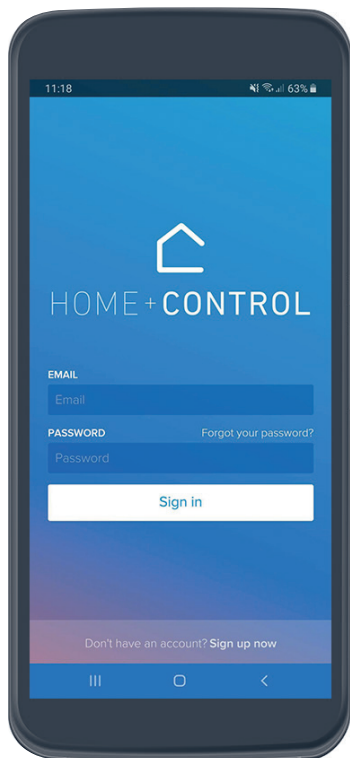 11:18 63%
HOME + CONTROL
EMAIL
Email
PASSWORD Forgot your password?
Password
Sign in
Don't have an account? Sign up now